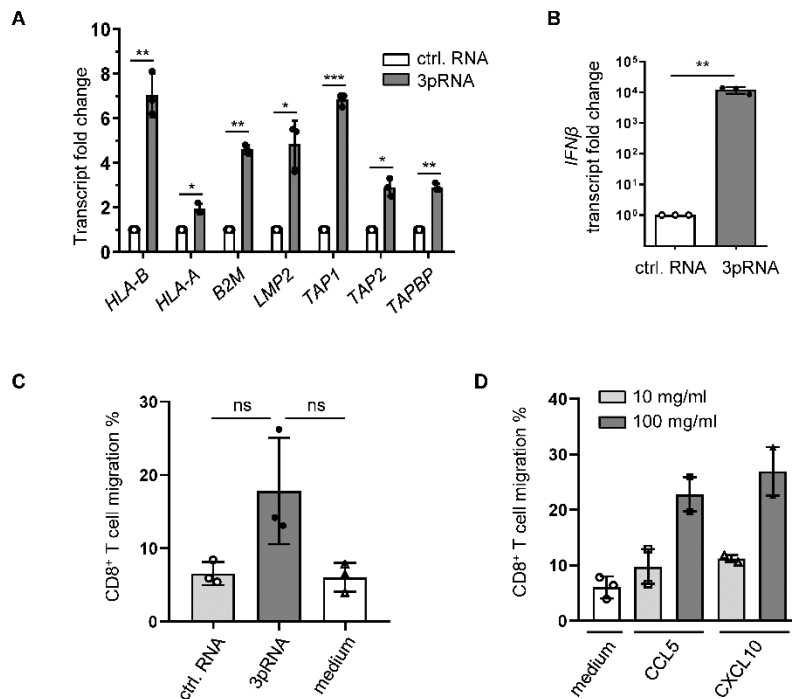 A
Transcript fold change
10
8
6
4
2
0
ctrl. RNA
3pRNA
**
*
**
*
***
*
**
HLA-B
HLA-A
B2M
LMP2
TAP1
TAP2
TAPBP
B
IFNβ
transcript fold change
10⁵
10⁴
10³
10²
10¹
10⁰
**
ctrl. RNA 3pRNA
C
CD8⁺ T cell migration %
30
20
10
0
ns ns
ctrl. RNA
3pRNA
medium
D
CD8⁺ T cell migration %
40
30
20
10
0
10 mg/ml
100 mg/ml
medium
CCL5
CXCL10